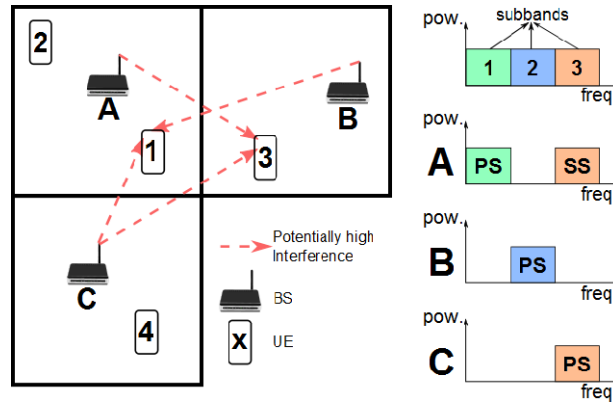 2
A
1
B
3
C
4
Potentially high
Interference
BS
X
UE
pow.
subbands
1 2 3
freq
A
pow.
PS SS
freq
B
pow.
PS
freq
C
pow.
PS
freq